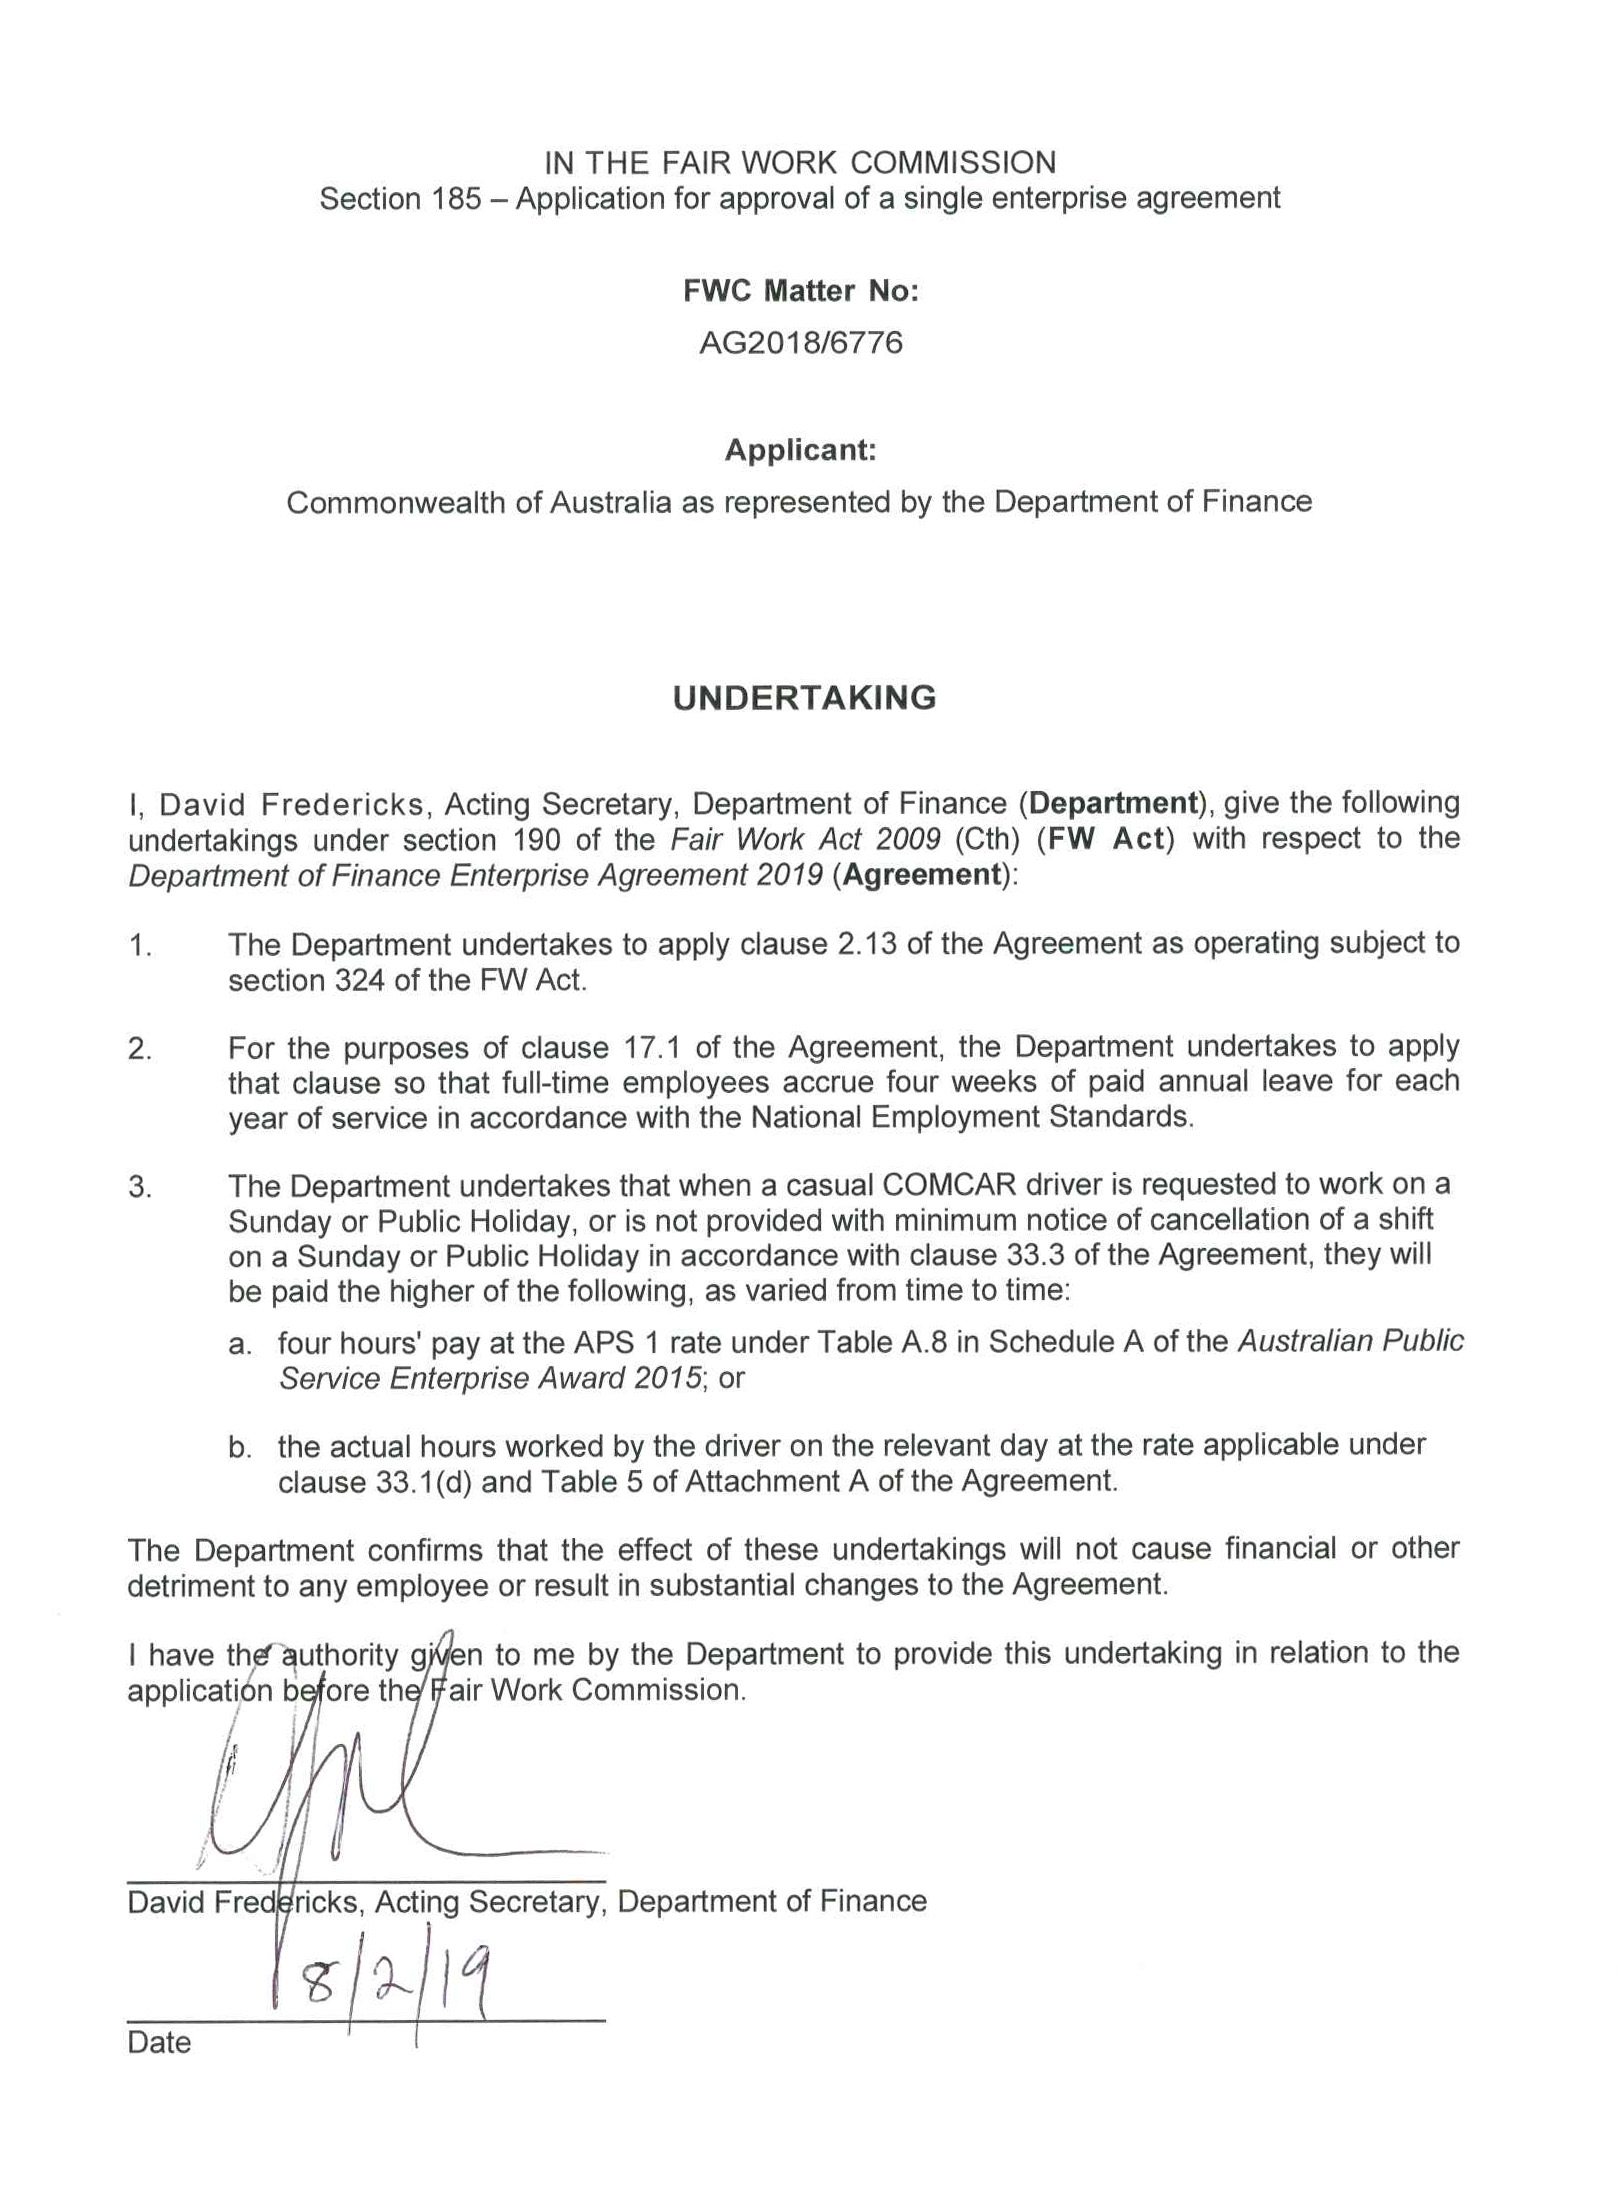 IN THE FAIR WORK COMMISSION
Section 185 – Application for approval of a single enterprise agreement
FWC Matter No:
AG2018/6776
Applicant:
Commonwealth of Australia as represented by the Department of Finance
UNDERTAKING
I, David Fredericks, Acting Secretary, Department of Finance (Department), give the following
undertakings under section 190 of the Fair Work Act 2009 (Cth) (FW Act) with respect to the
Department of Finance Enterprise Agreement 2019 (Agreement):
1. The Department undertakes to apply clause 2.13 of the Agreement as operating subject to
section 324 of the FW Act.
2. For the purposes of clause 17.1 of the Agreement, the Department undertakes to apply
that clause so that full-time employees accrue four weeks of paid annual leave for each
year of service in accordance with the National Employment Standards.
3. The Department undertakes that when a casual COMCAR driver is requested to work on a
Sunday or Public Holiday, or is not provided with minimum notice of cancellation of a shift
on a Sunday or Public Holiday in accordance with clause 33.3 of the Agreement, they will
be paid the higher of the following, as varied from time to time:
a. four hours' pay at the APS 1 rate under Table A.8 in Schedule A of the Australian Public
Service Enterprise Award 2015; or
b. the actual hours worked by the driver on the relevant day at the rate applicable under
clause 33.1(d) and Table 5 of Attachment A of the Agreement.
The Department confirms that the effect of these undertakings will not cause financial or other
detriment to any employee or result in substantial changes to the Agreement.
I have the authority given to me by the Department to provide this undertaking in relation to the
application before the Fair Work Commission.
David Fredericks, Acting Secretary, Department of Finance
8/2/19
Date